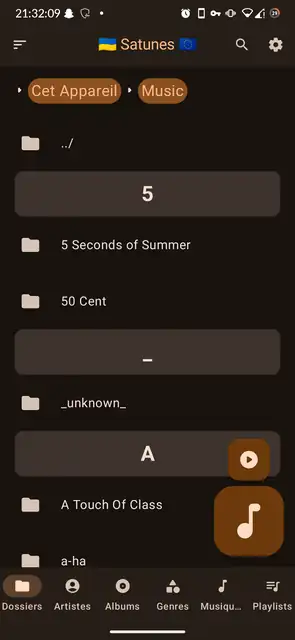 21:32:09
Satunes
Cet Appareil
Music
../
5
5 Seconds of Summer
50 Cent
_
_unknown_
A
A Touch Of Class
a-ha
Dossiers
Artistes
Albums
Genres
Musiqu...
Playlists